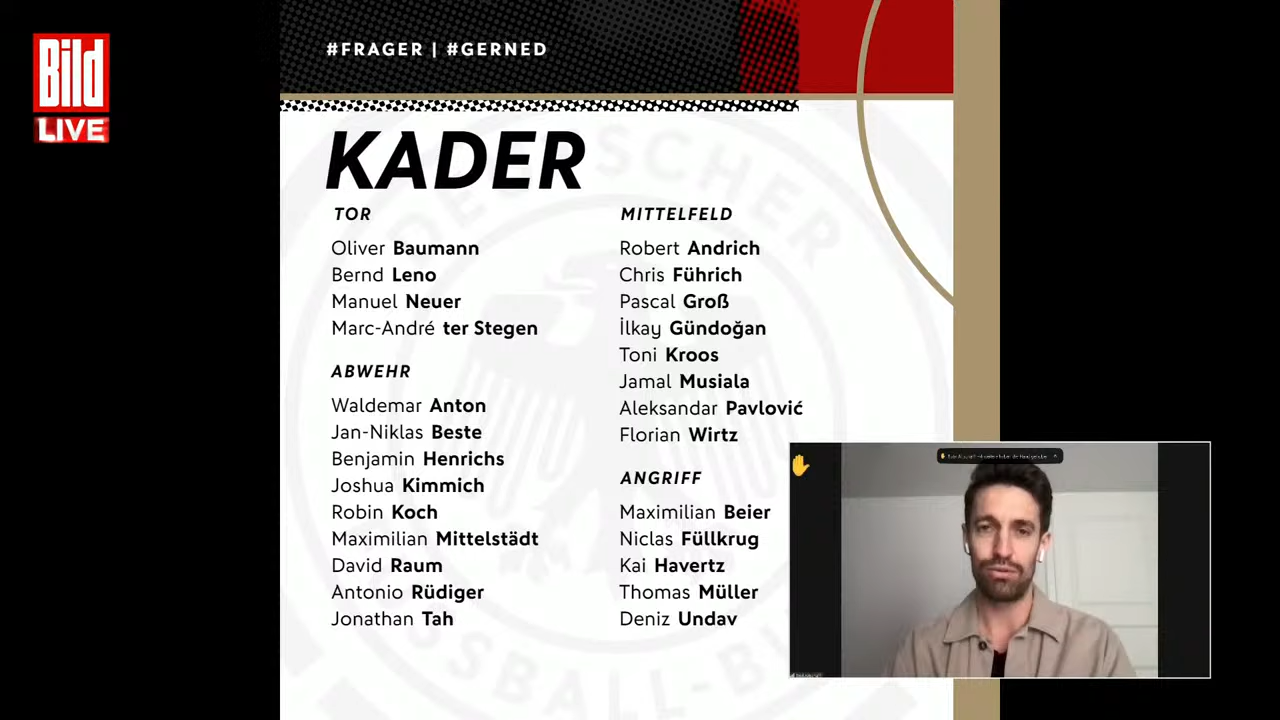 Bild
LIVE
#FRAGER | #GERNED
KADER
TOR
Oliver Baumann
Bernd Leno
Manuel Neuer
Marc-André ter Stegen
ABWEHR
Waldemar Anton
Jan-Niklas Beste
Benjamin Henrichs
Joshua Kimmich
Robin Koch
Maximilian Mittelstädt
David Raum
Antonio Rüdiger
Jonathan Tah
MITTELFELD
Robert Andrich
Chris Führich
Pascal Groß
İlkay Gündoğan
Toni Kroos
Jamal Musiala
Aleksandar Pavlović
Florian Wirtz
ANGRIFF
Maximilian Beier
Niclas Füllkrug
Kai Havertz
Thomas Müller
Deniz Undav